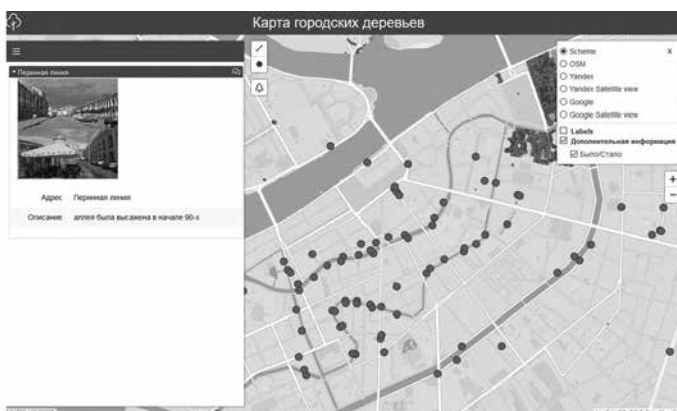 Карта городских деревьев
Перинная линия
Адрес Перинная линия
Описание аллея была высажена в начале 90-х
Scheme X
OSM
Yandex
Yandex Satellite view
Google
Google Satellite view
Labels
Дополнительная информация
Было/Стало
+
−